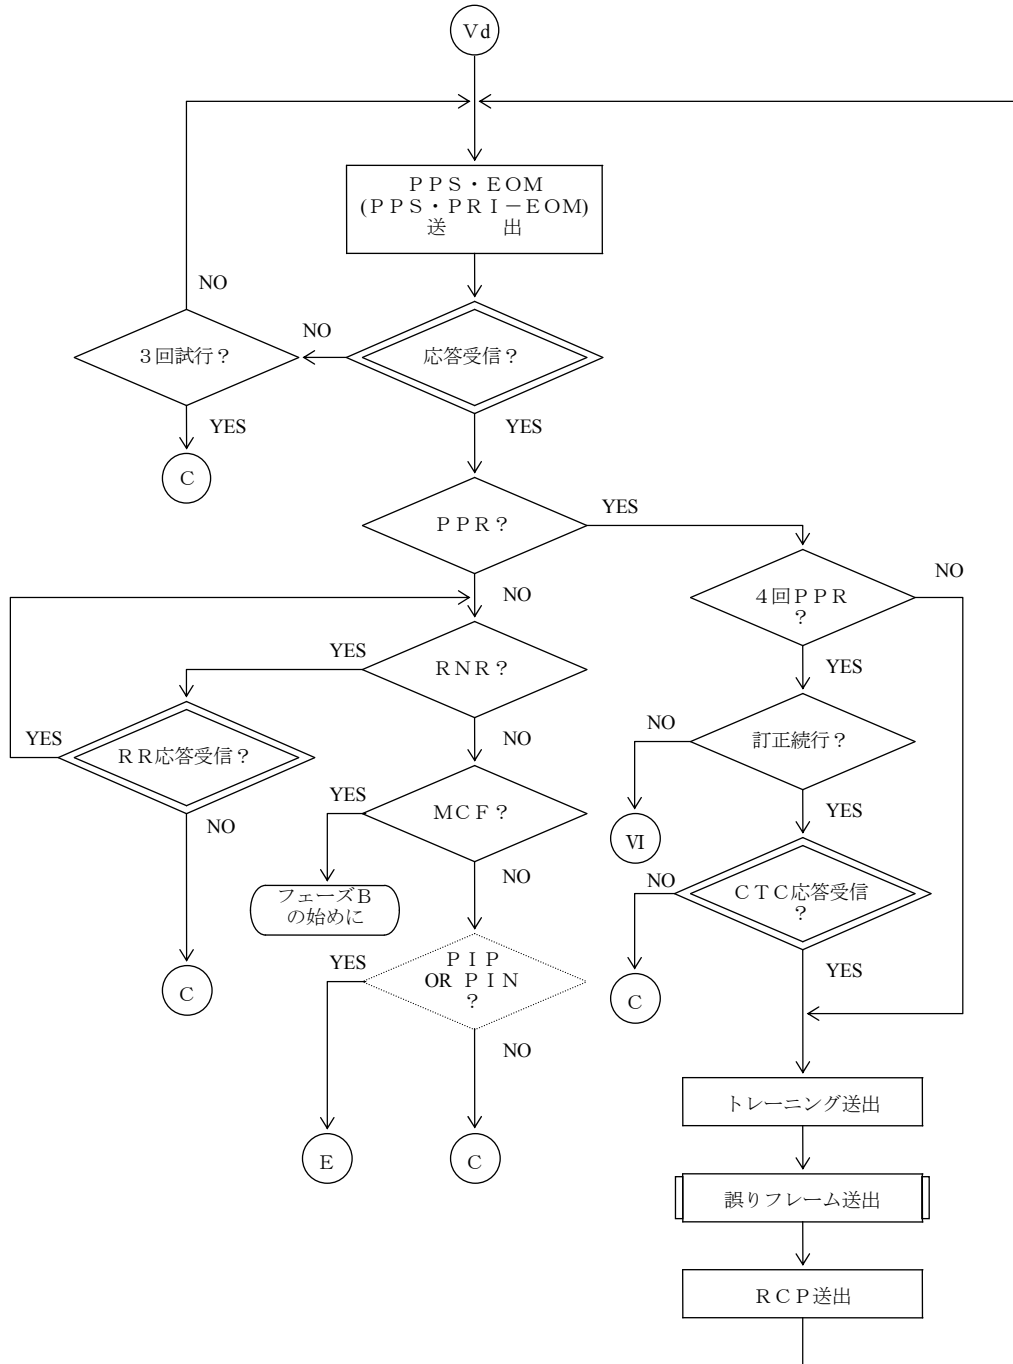 Ｖｄ
ＰＰＳ・ＥＯＭ
(ＰＰＳ・ＰＲＩ－ＥＯＭ)
送　出
NO
３回試行？
NO
応答受信？
YES
YES
Ｃ
ＰＰＲ？
YES
NO
４回ＰＰＲ
？
NO
YES
ＲＮＲ？
YES
YES
ＲＲ応答受信？
NO
NO
訂正続行？
NO
YES
ＭＣＦ？
YES
Ⅵ
NO
フェーズＢ
の始めに
NO
ＣＴＣ応答受信
？
YES
ＰＩＰ
OR ＰＩＮ
？
YES
Ｃ
Ｃ
NO
トレーニング送出
Ｅ
Ｃ
誤りフレーム送出
ＲＣＰ送出